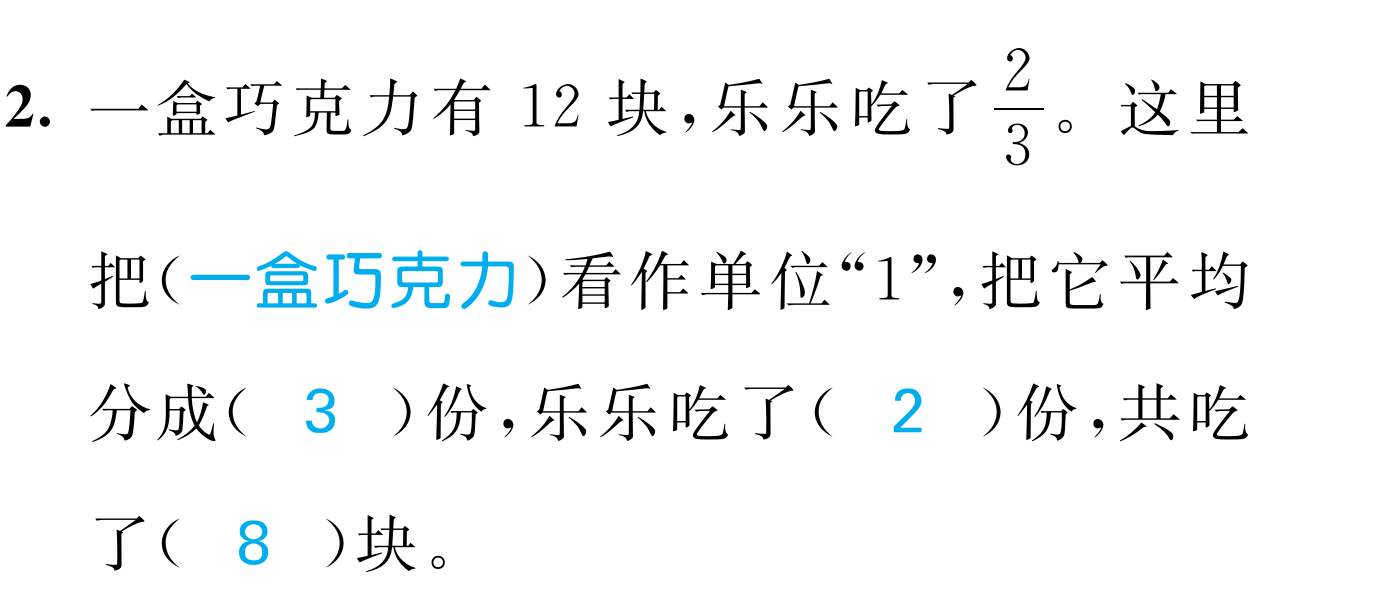 2. 一盒巧克力有 12 块,乐乐吃了2/3。这里
把(一盒巧克力)看作单位“1”,把它平均
分成( 3 )份,乐乐吃了( 2 )份,共吃
了( 8 )块。